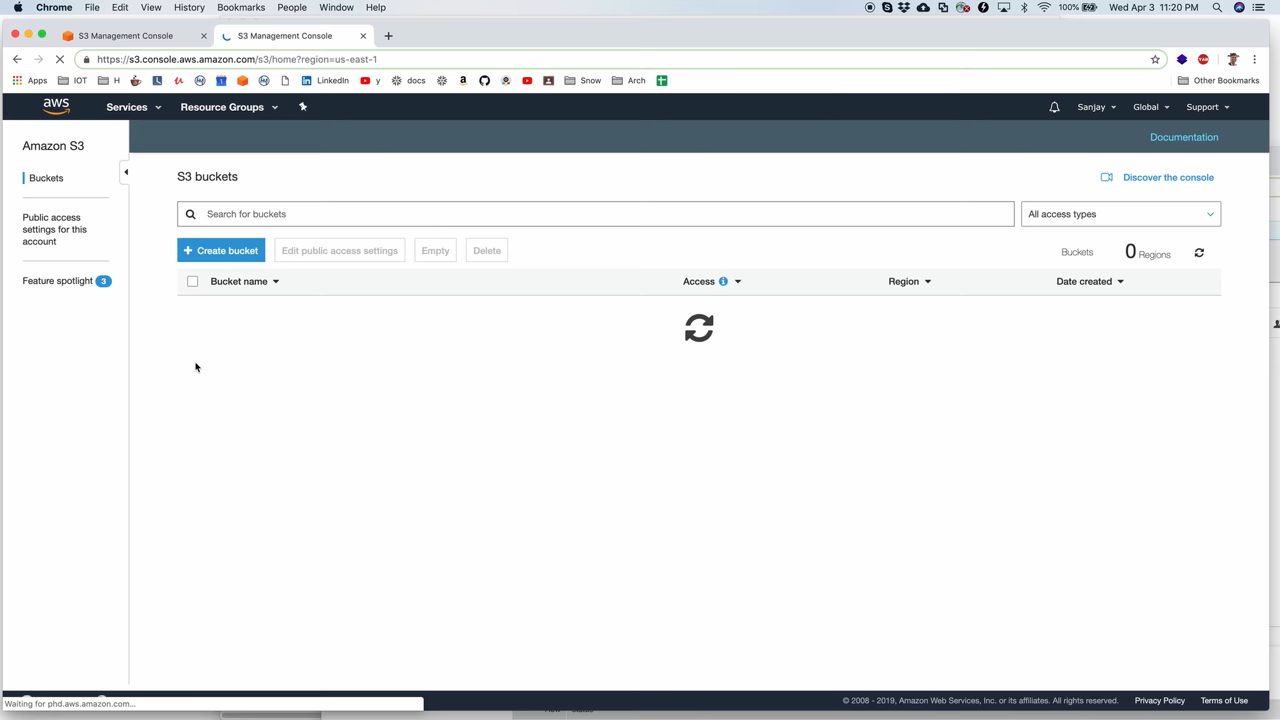 Chrome File Edit View History Bookmarks People Window Help 100% Wed Apr 3 11:20 PM
S3 Management Console S3 Management Console
https://s3.console.aws.amazon.com/s3/home?region=us-east-1
Apps IOT H LinkedIn y docs Snow Arch Other Bookmarks
aws Services Resource Groups Sanjay Global Support
Documentation
Amazon S3
Buckets
Public access
settings for this
account
Feature spotlight 3
S3 buckets Discover the console
Search for buckets All access types
Create bucket Edit public access settings Empty Delete Buckets 0 Regions
Bucket name Access Region Date created
Waiting for phd.aws.amazon.com...
© 2008 - 2019, Amazon Web Services, Inc. or its affiliates. All rights reserved. Privacy Policy Terms of Use